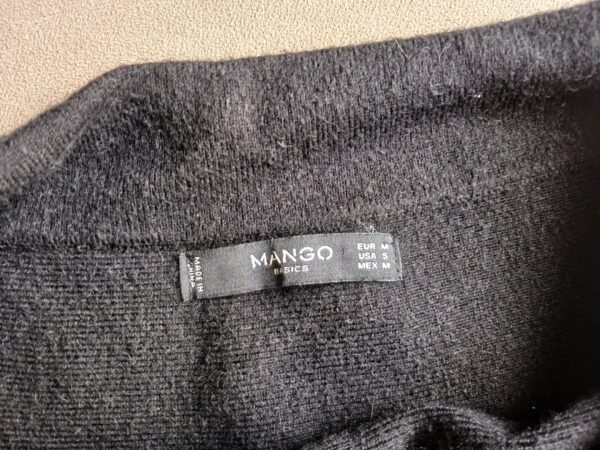 MANGO
BASICS
EUR M
USA S
MEX M
MADE IN
CHINA